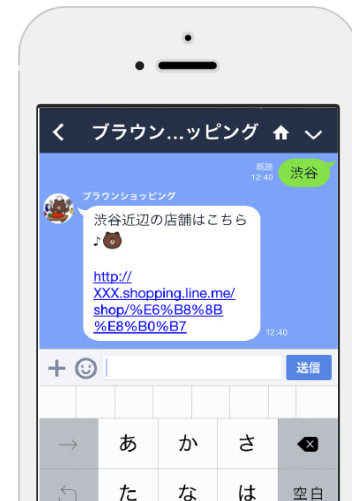 ブラウン...ッピング
既読
12:40
渋谷
ブラウンショッピング
渋谷近辺の店舗はこちら
♪
http://
XXX.shopping.line.me/
shop/%E6%B8%8B
%E8%B0%B7
12:40
送信
→ あ か さ
た な は 空白